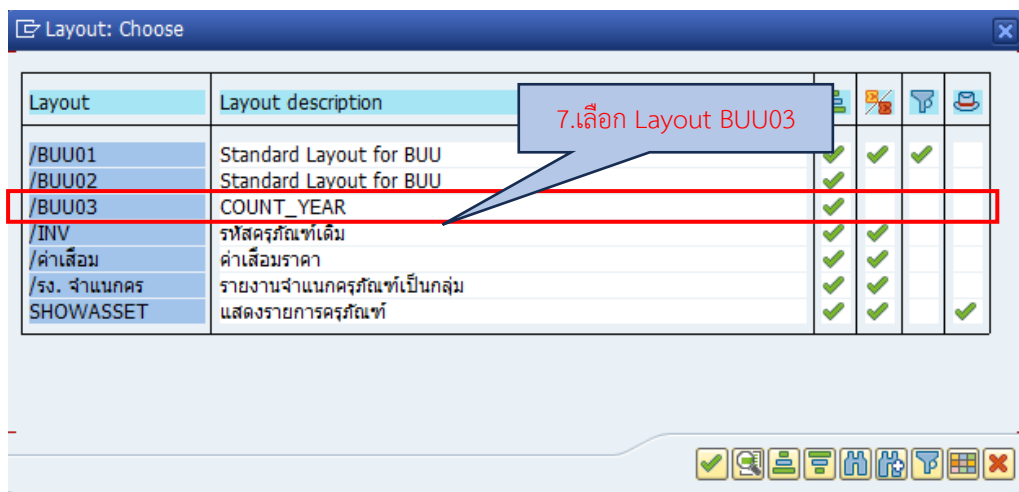 Layout: Choose
Layout Layout description
7.เลือก Layout BUU03
/BUU01 Standard Layout for BUU
/BUU02 Standard Layout for BUU
/BUU03 COUNT_YEAR
/INV รหัสครุภัณฑ์เดิม
/ค่าเสื่อม ค่าเสื่อมราคา
/รง. จำแนกคร รายงานจำแนกครุภัณฑ์เป็นกลุ่ม
SHOWASSET แสดงรายการครุภัณฑ์